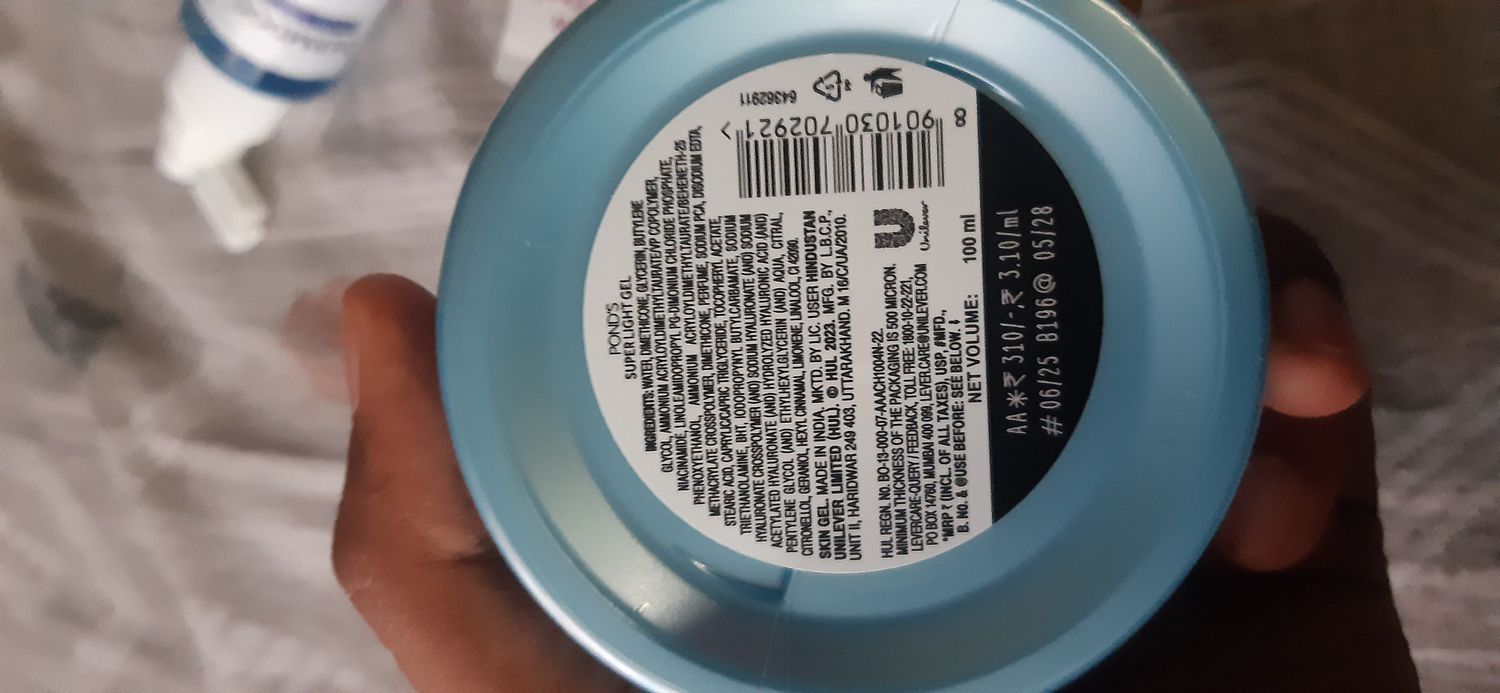 POND'S
SUPER LIGHT GEL
INGREDIENTS: WATER, DIMETHICONE, GLYCERIN, BUTYLENE
GLYCOL, AMMONIUM ACRYLOYLDIMETHYLTAURATE/VP COPOLYMER,
NIACINAMIDE, LINOLEAMIDOPROPYL PG-DIMONIUM CHLORIDE PHOSPHATE,
PHENOXYETHANOL, AMMONIUM ACRYLOYLDIMETHYLTAURATE/BEHENETH-25
METHACRYLATE CROSSPOLYMER, DIMETHICONE, PERFUME, SODIUM PCA, DISODIUM EDTA,
STEARIC ACID, CAPRYLIC/CAPRIC TRIGLYCERIDE, TOCOPHERYL ACETATE,
TRIETHANOLAMINE, BHT, IODOPROPYNYL BUTYLCARBAMATE, SODIUM
HYALURONATE CROSSPOLYMER (AND) SODIUM HYALURONATE (AND) SODIUM
ACETYLATED HYALURONATE (AND) HYDROLYZED HYALURONIC ACID (AND)
PENTYLENE GLYCOL (AND) ETHYLHEXYLGLYCERIN (AND) AQUA, CITRAL,
CITRONELLOL, GERANIOL, HEXYL CINNAMAL, LIMONENE, LINALOOL, CI 42090.
SKIN GEL. MADE IN INDIA. MKTD. BY LIC. USER HINDUSTAN
UNILEVER LIMITED (HUL). © HUL 2023. MFG. BY L.B.C.P.,
UNIT II, HARIDWAR 249 403, UTTARAKHAND. M 16/C/UA/2010.
HUL REGN. NO. BO-13-000-07-AAACH1004N-22
MINIMUM THICKNESS OF THE PACKAGING IS 500 MICRON.
LEVERCARE-QUERY / FEEDBACK, TOLL FREE: 1800-10-22-221,
PO BOX 14760, MUMBAI 400 099, LEVER.CARE@UNILEVER.COM
*MRP ₹ (INCL. OF ALL TAXES), USP, #MFD.,
B. NO. & @USE BEFORE: SEE BELOW. ↓
NET VOLUME: 100 ml
Unilever
64362911
8 901030 702921 >
AA*₹ 310/-,₹ 3.10/ml
#06/25 B196@ 05/28